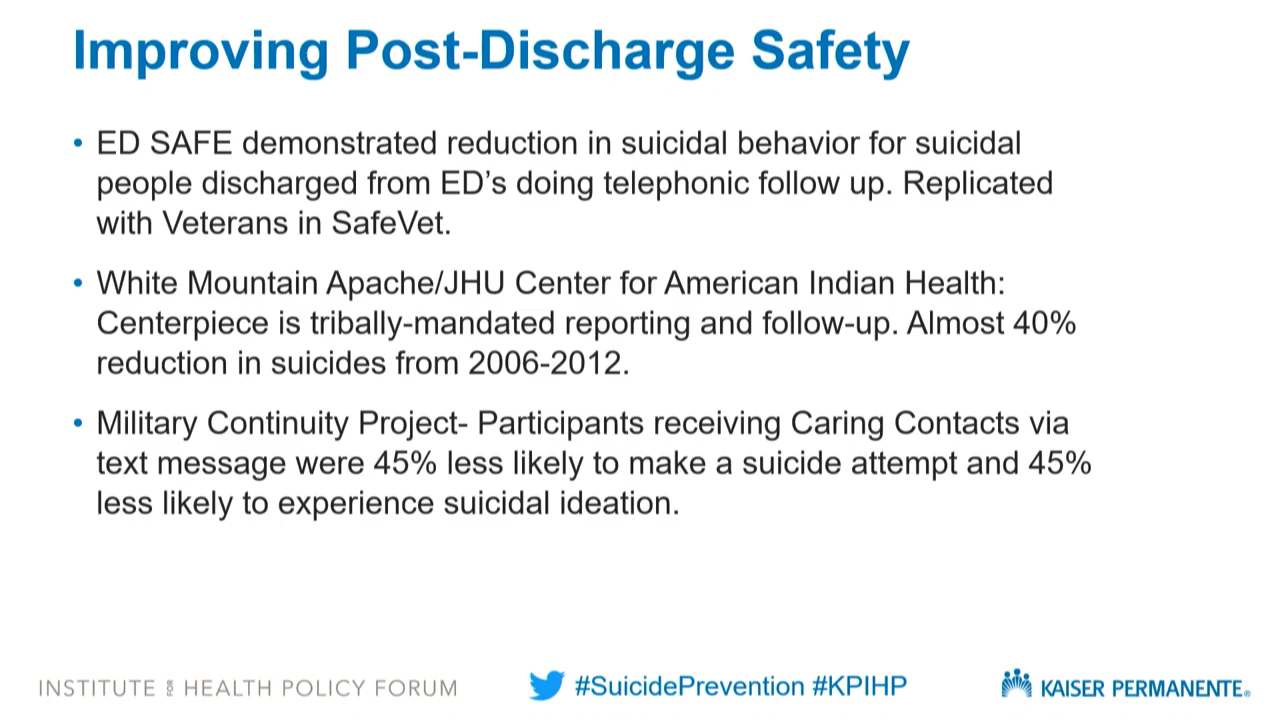 Improving Post-Discharge Safety
• ED SAFE demonstrated reduction in suicidal behavior for suicidal
people discharged from ED’s doing telephonic follow up. Replicated
with Veterans in SafeVet.
• White Mountain Apache/JHU Center for American Indian Health:
Centerpiece is tribally-mandated reporting and follow-up. Almost 40%
reduction in suicides from 2006-2012.
• Military Continuity Project- Participants receiving Caring Contacts via
text message were 45% less likely to make a suicide attempt and 45%
less likely to experience suicidal ideation.
INSTITUTE FOR HEALTH POLICY FORUM
#SuicidePrevention #KPIHP
KAISER PERMANENTE®